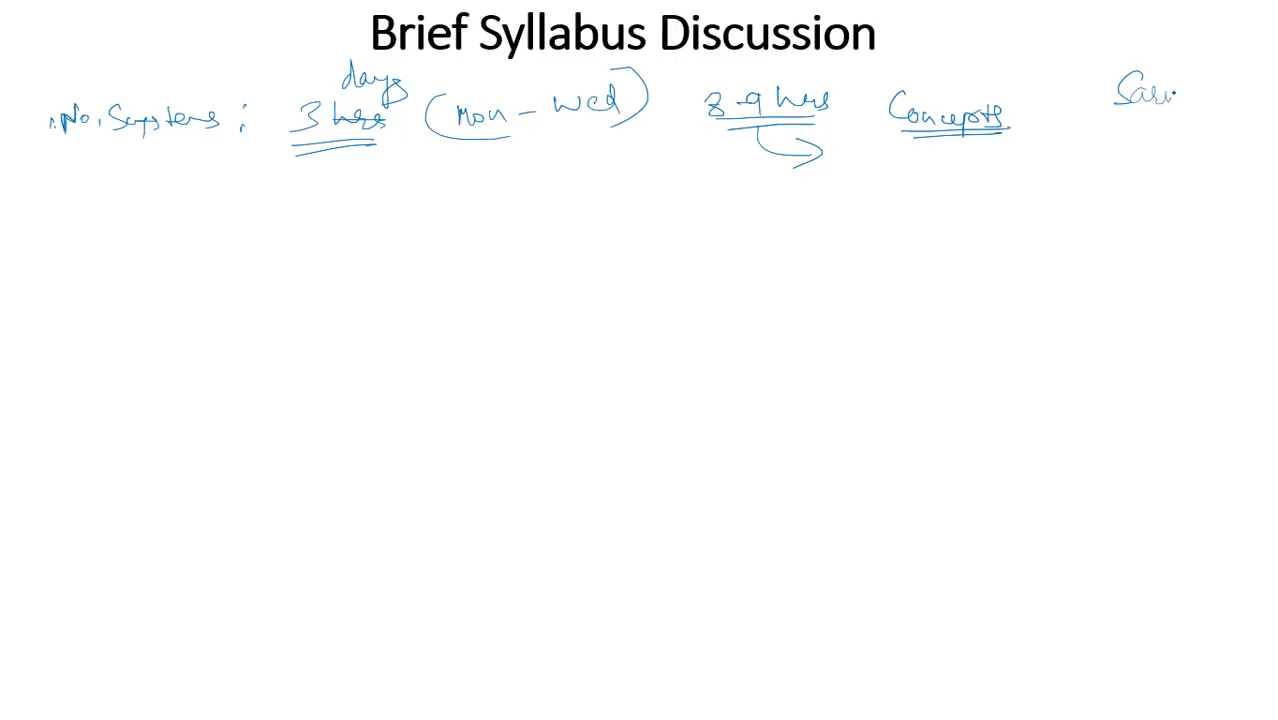 Brief Syllabus Discussion
days
No. Systems : 3 hrs (Mon - Wed) 8-9 hrs Concepts